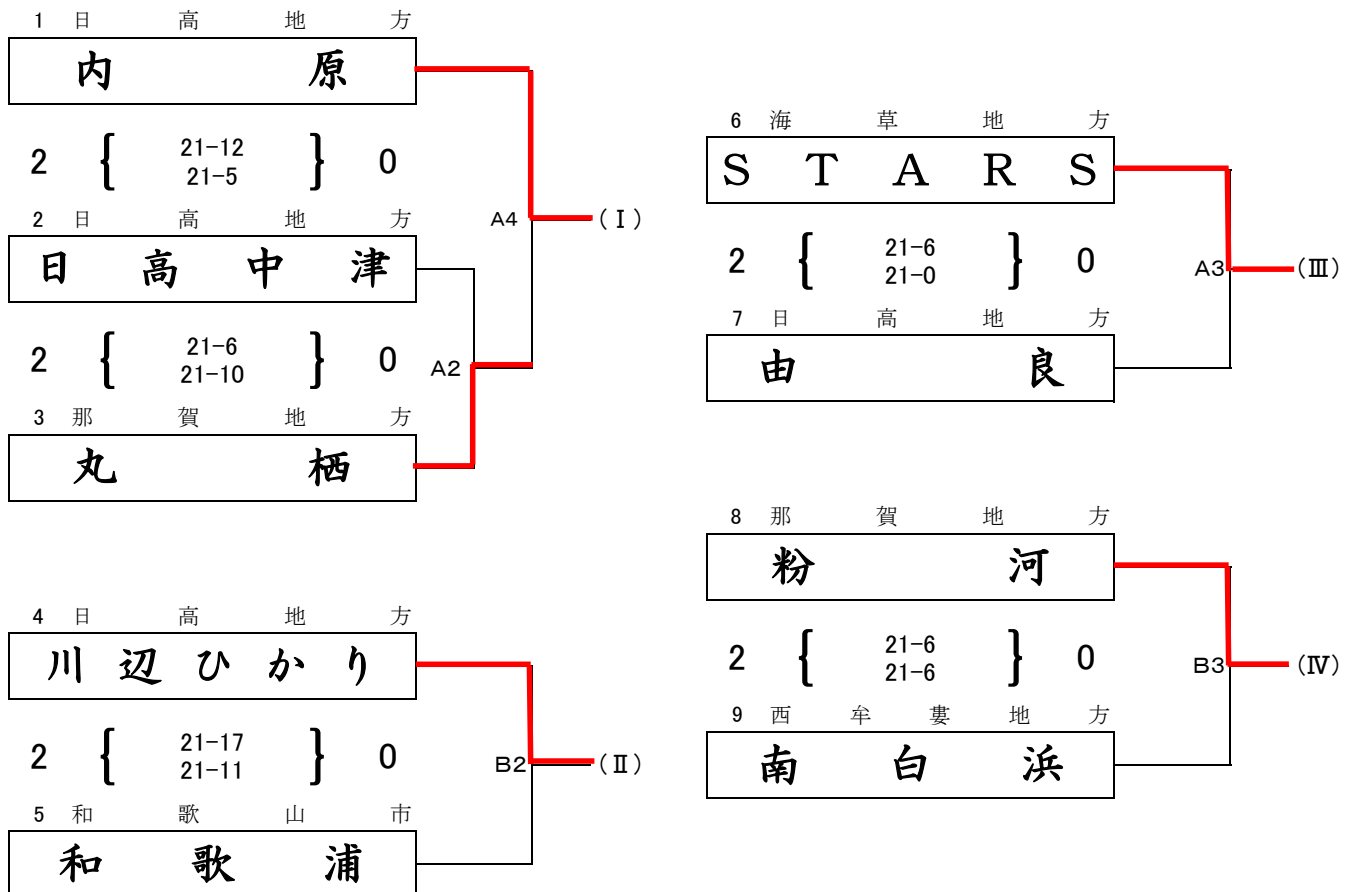 1 日高地方
内原
2 { 21-12 21-5 } 0
2 日高地方
日高中津
2 { 21-6 21-10 } 0
3 那賀地方
丸栖
A2
A4
(Ⅰ)
4 日高地方
川辺ひかり
2 { 21-17 21-11 } 0
5 和歌山市
和歌浦
B2
(Ⅱ)
6 海草地方
STARS
2 { 21-6 21-0 } 0
7 日高地方
由良
A3
(Ⅲ)
8 那賀地方
粉河
2 { 21-6 21-6 } 0
9 西牟婁地方
南白浜
B3
(Ⅳ)